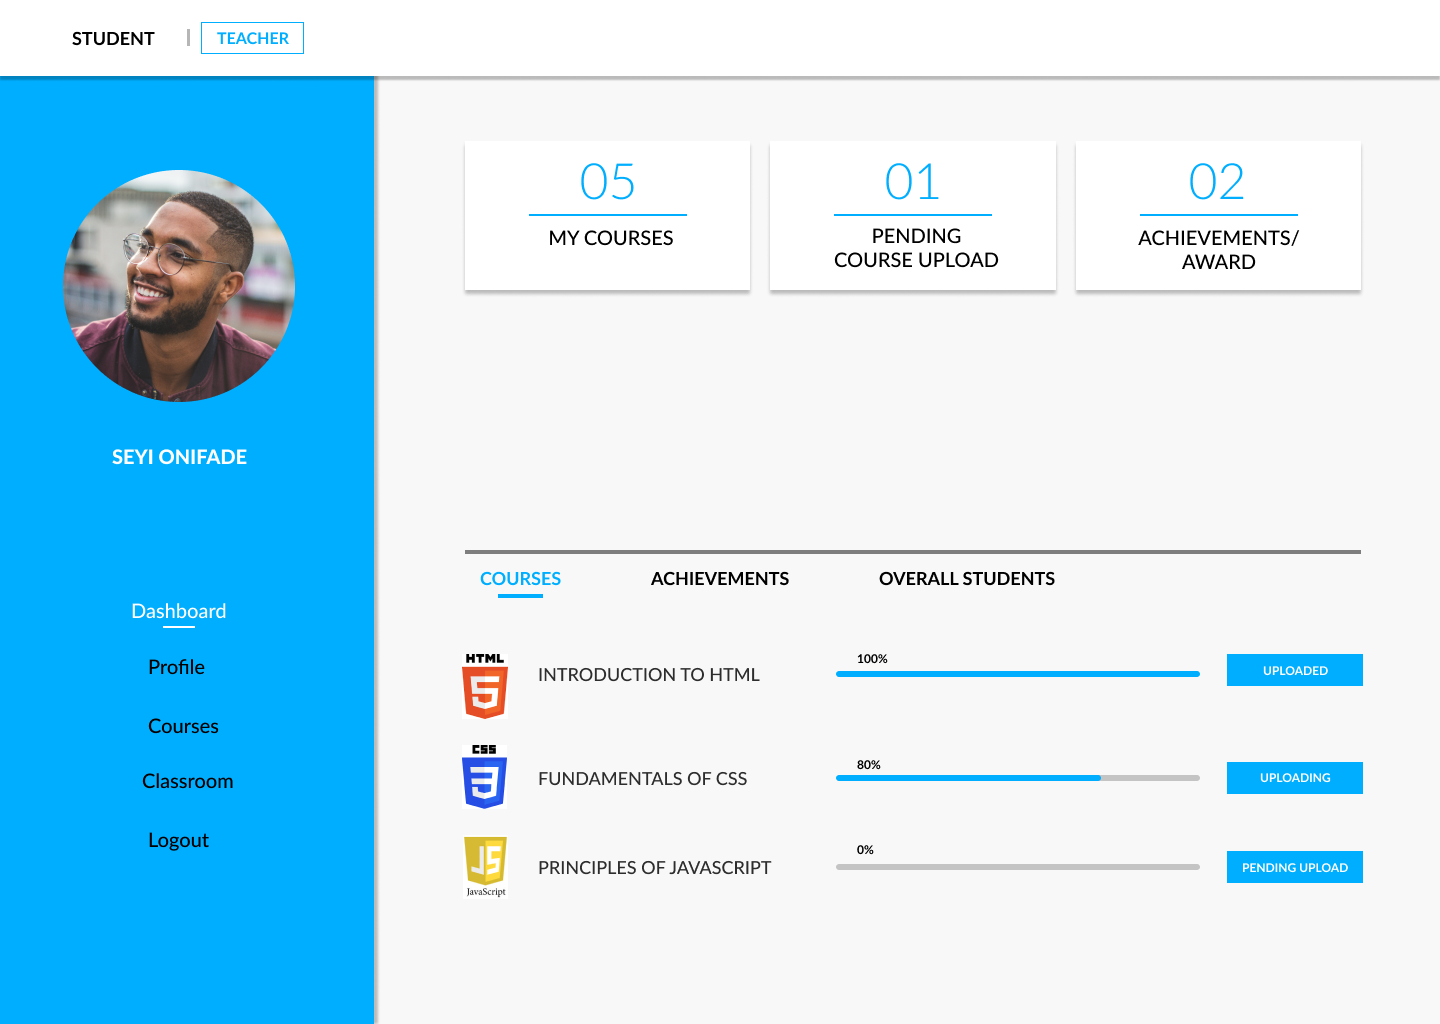 STUDENT | TEACHER
SEYI ONIFADE
Dashboard
Profile
Courses
Classroom
Logout
05
MY COURSES
01
PENDING
COURSE UPLOAD
02
ACHIEVEMENTS/
AWARD
COURSES ACHIEVEMENTS OVERALL STUDENTS
HTML
5
INTRODUCTION TO HTML
100%
UPLOADED
CSS
3
FUNDAMENTALS OF CSS
80%
UPLOADING
JS
JavaScript
PRINCIPLES OF JAVASCRIPT
0%
PENDING UPLOAD